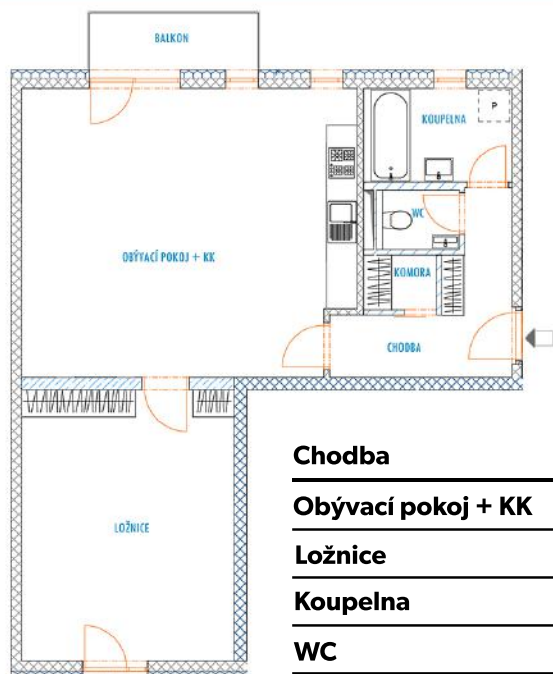 BALKON
KOUPELNA
P
WC
OBÝVACÍ POKOJ + KK
KOMORA
CHODBA
LOŽNICE
Chodba
Obývací pokoj + KK
Ložnice
Koupelna
WC